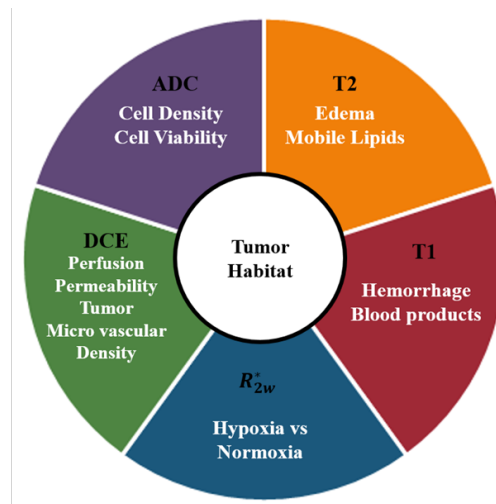 ADC
Cell Density
Cell Viability
T2
Edema
Mobile Lipids
DCE
Perfusion
Permeability
Tumor
Micro vascular
Density
Tumor
Habitat
T1
Hemorrhage
Blood products
R*2w
Hypoxia vs
Normoxia